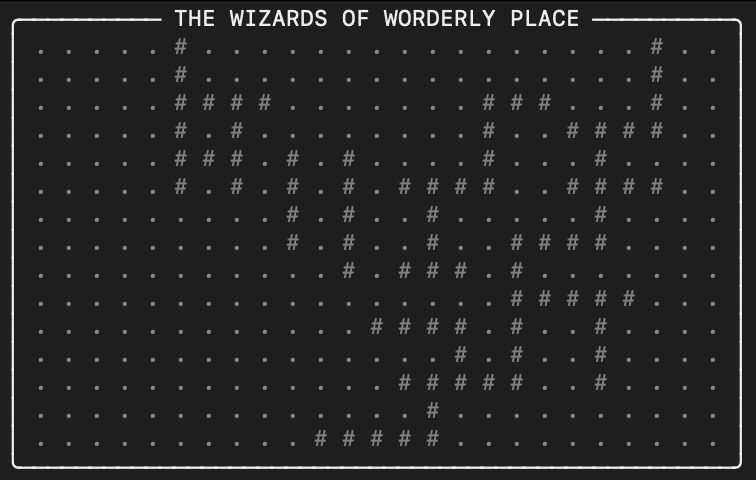 THE WIZARDS OF WORDERLY PLACE
. . . . . # . . . . . . . . . . . . . . . . # . .
. . . . . # . . . . . . . . . . . . . . . . # . .
. . . . . # # # # . . . . . . . # # # . . . # . .
. . . . . # . # . . . . . . . . # . . # # # # . .
. . . . . # # # . # . # . . . . # . . . # . . . .
. . . . . # . # . # . # . # # # # . . # # # # . .
. . . . . . . . . # . # . . # . . . . . # . . . .
. . . . . . . . . # . # . . # . . # # # # . . . .
. . . . . . . . . . . # . # # # . # . . . . . . .
. . . . . . . . . . . . . . . . . # # # # # . . .
. . . . . . . . . . . . # # # # . # . . # . . . .
. . . . . . . . . . . . . . . # . # . . # . . . .
. . . . . . . . . . . . . # # # # # . . # . . . .
. . . . . . . . . . . . . . # . . . . . . . . . .
. . . . . . . . . . # # # # # . . . . . . . . . .